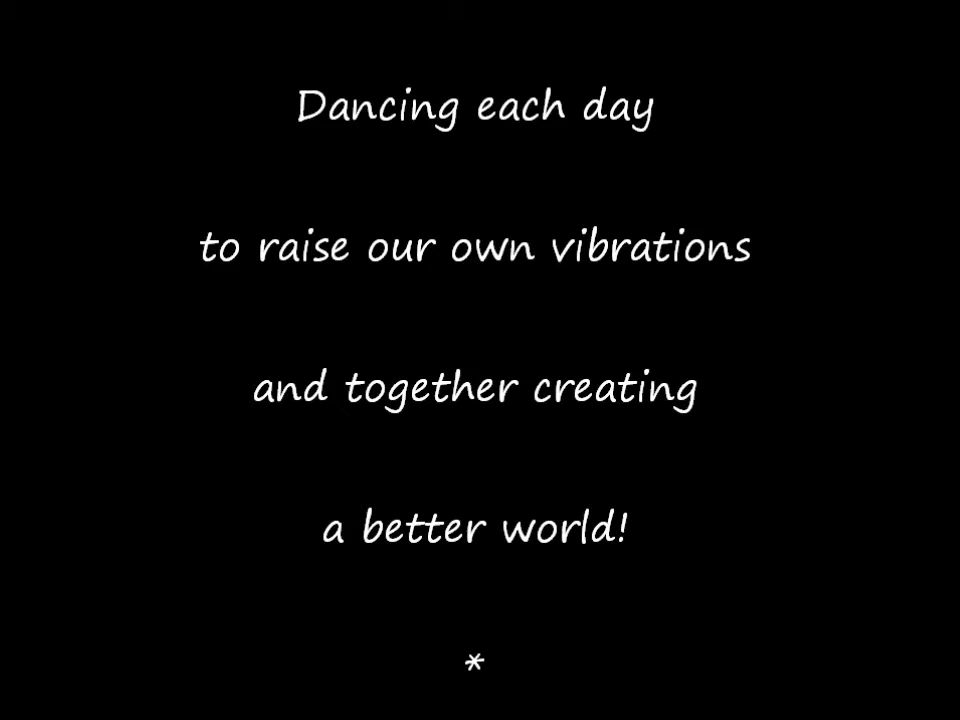 Dancing each day
to raise our own vibrations
and together creating
a better world!
*